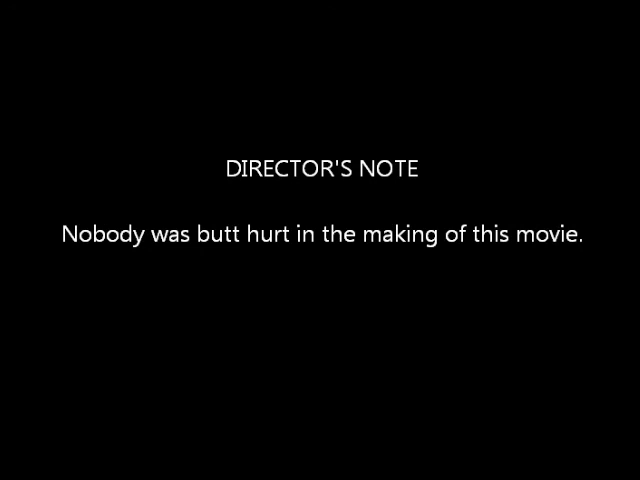 DIRECTOR'S NOTE
Nobody was butt hurt in the making of this movie.